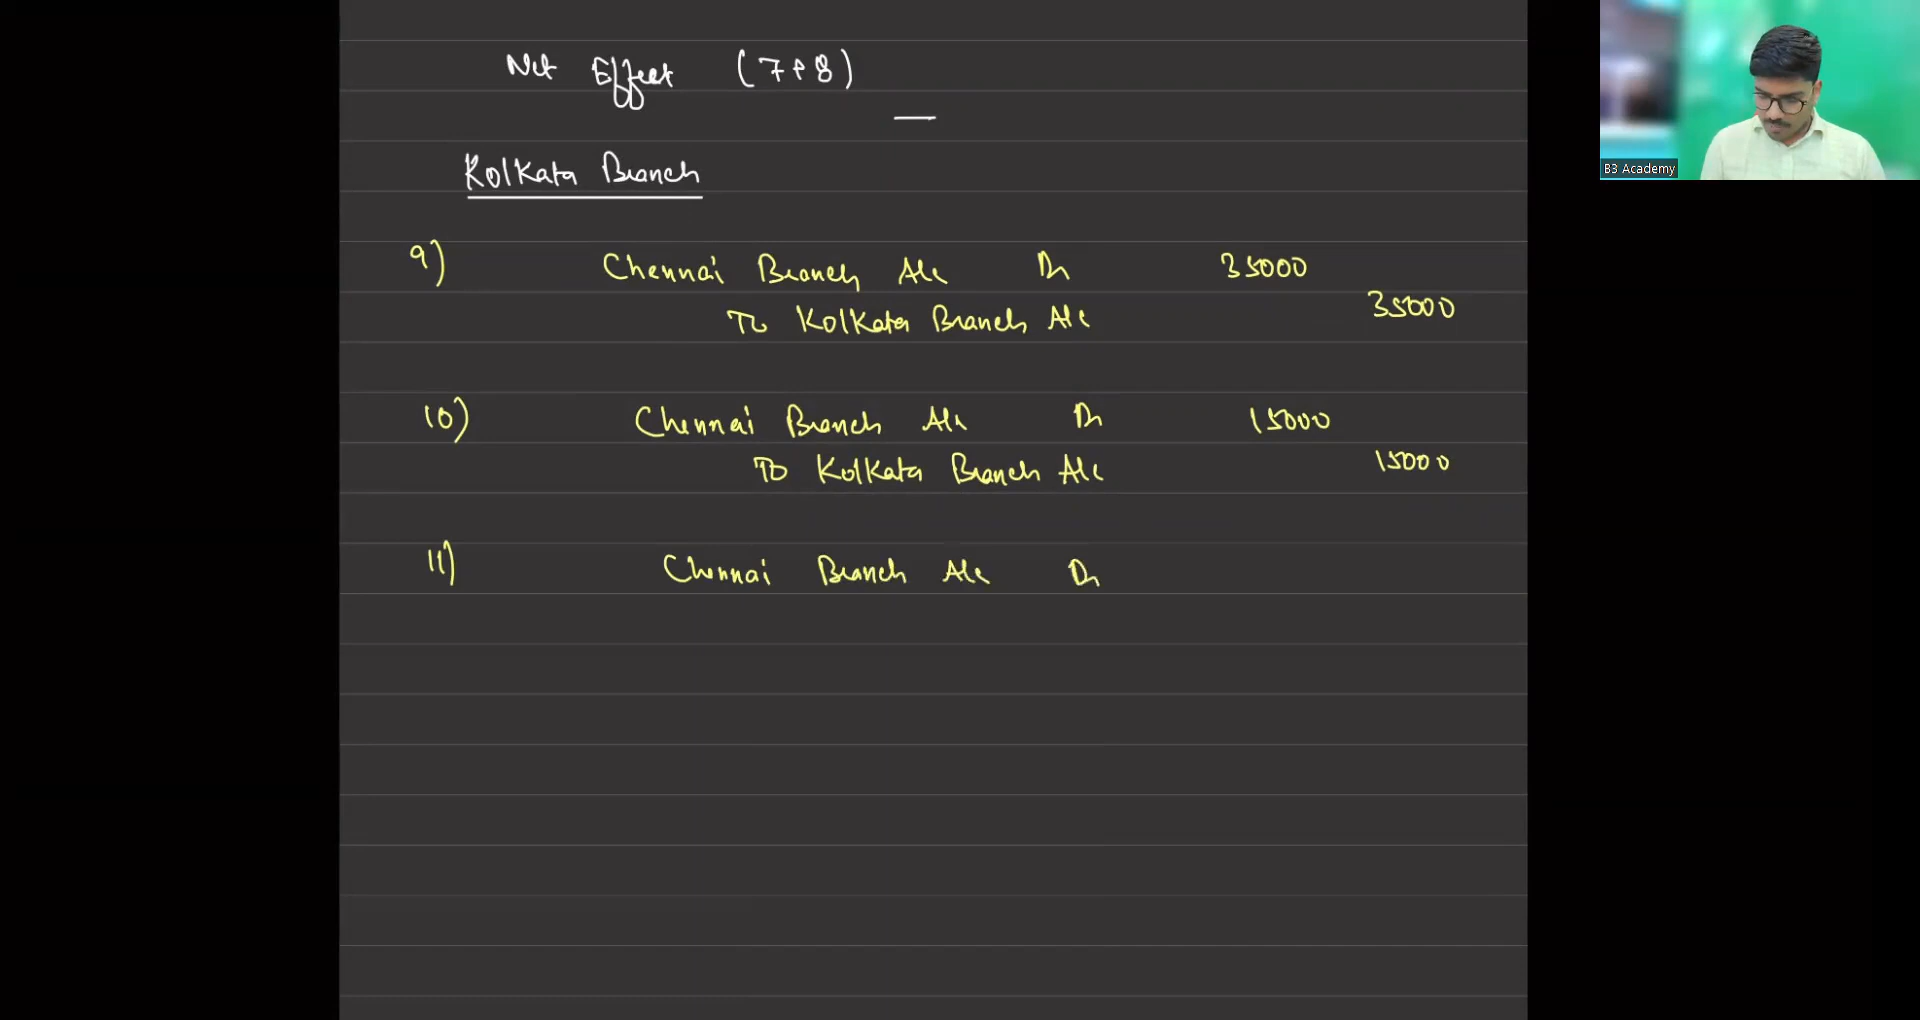 Net Effect (7 & 8)
B3 Academy
Kolkata Branch
9) Chennai Branch A/c Dr 35000
To Kolkata Branch A/c 35000
10) Chennai Branch A/c Dr 15000
To Kolkata Branch A/c 15000
11) Chennai Branch A/c Dr